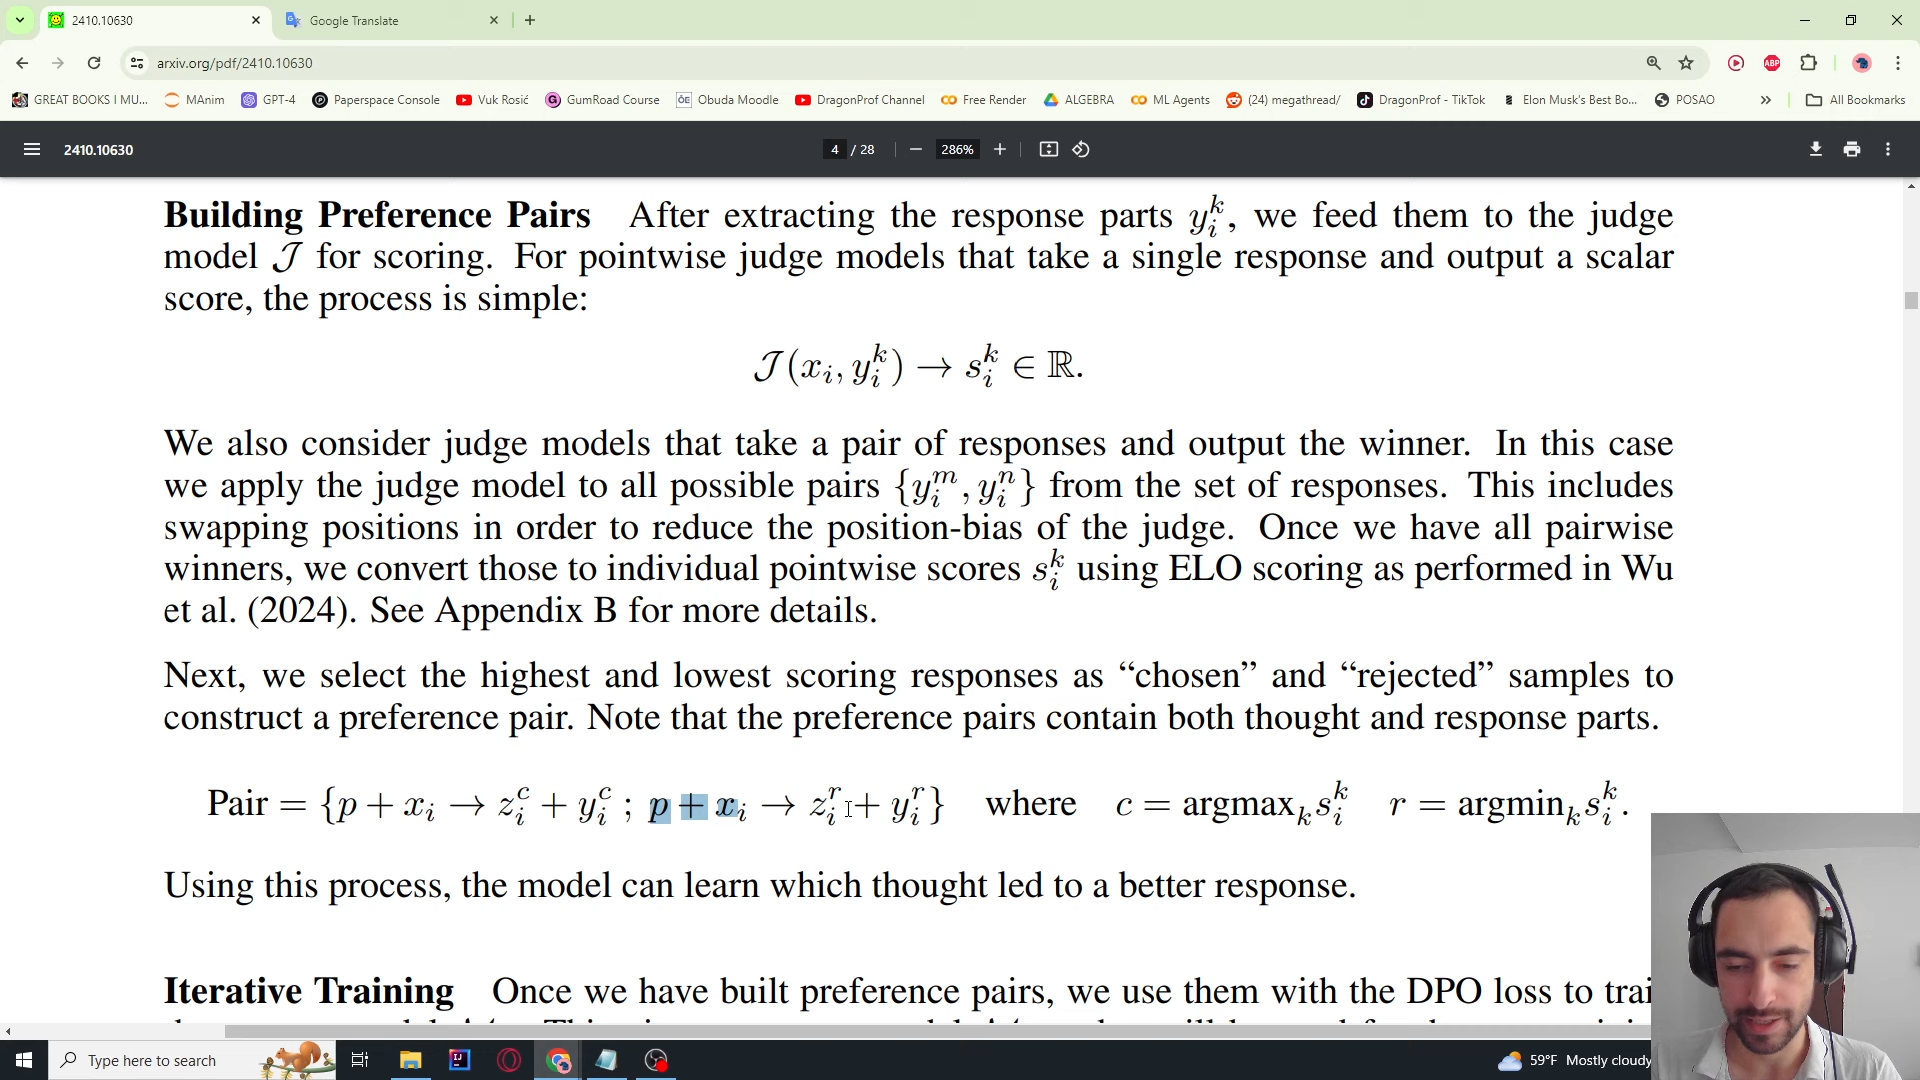 2410.10630
Google Translate
arxiv.org/pdf/2410.10630
GREAT BOOKS I MU... MAnim GPT-4 Paperspace Console Vuk Rosić GumRoad Course Obuda Moodle DragonProf Channel Free Render ALGEBRA ML Agents (24) megathread/ DragonProf - TikTok Elon Musk's Best Bo... POSAO » All Bookmarks
2410.10630 4 / 28 286%
Building Preference Pairs After extracting the response parts y_i^k, we feed them to the judge
model 𝒥 for scoring. For pointwise judge models that take a single response and output a scalar
score, the process is simple:
𝒥(x_i, y_i^k) → s_i^k ∈ ℝ.
We also consider judge models that take a pair of responses and output the winner. In this case
we apply the judge model to all possible pairs {y_i^m, y_i^n} from the set of responses. This includes
swapping positions in order to reduce the position-bias of the judge. Once we have all pairwise
winners, we convert those to individual pointwise scores s_i^k using ELO scoring as performed in Wu
et al. (2024). See Appendix B for more details.
Next, we select the highest and lowest scoring responses as “chosen” and “rejected” samples to
construct a preference pair. Note that the preference pairs contain both thought and response parts.
Pair = {p + x_i → z_i^c + y_i^c ; p + x_i → z_i^r + y_i^r} where c = argmax_k s_i^k r = argmin_k s_i^k.
Using this process, the model can learn which thought led to a better response.
Iterative Training Once we have built preference pairs, we use them with the DPO loss to trai
Type here to search
59°F Mostly cloudy